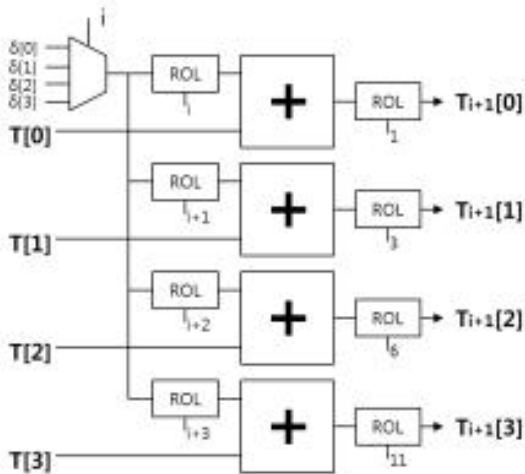 i
δ[0]
δ[1]
δ[2]
δ[3]
ROL
i
+
ROL
1
Ti+1[0]
T[0]
ROL
i+1
+
ROL
3
Ti+1[1]
T[1]
ROL
i+2
+
ROL
6
Ti+1[2]
T[2]
ROL
i+3
+
ROL
11
Ti+1[3]
T[3]